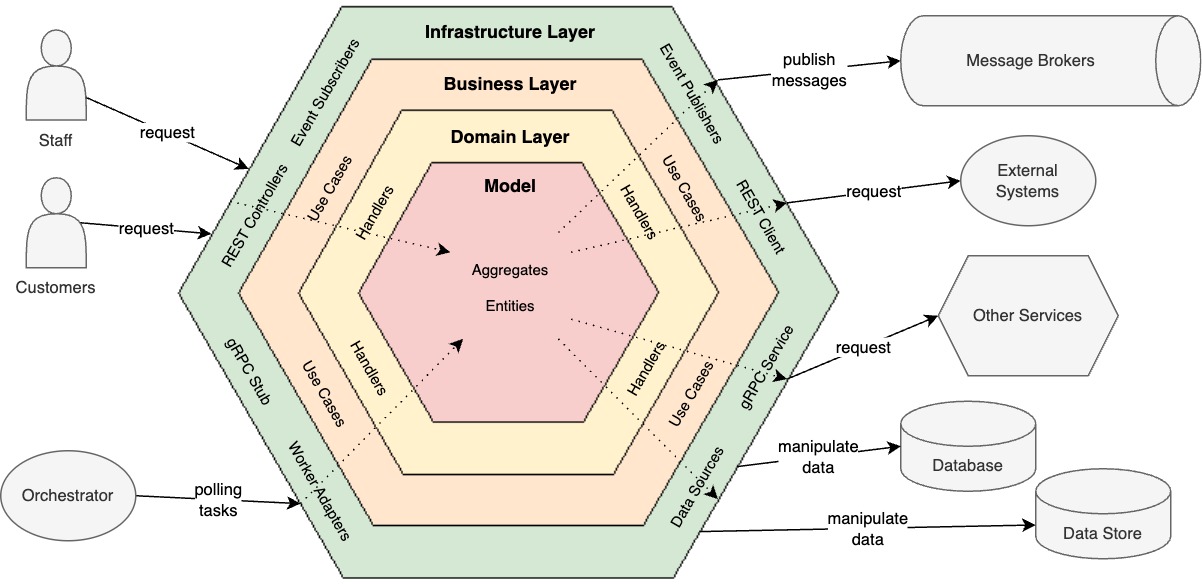 Infrastructure Layer
Business Layer
Domain Layer
Model
Aggregates
Entities
Staff
request
Customers
request
Orchestrator
polling
tasks
Event Subscribers
REST Controllers
gRPC Stub
Worker Adapters
Use Cases
Handlers
Use Cases
Handlers
Handlers
Use Cases
Handlers
Use Cases
Event Publishers
REST Client
gRPC Service
Data Sources
publish
messages
Message Brokers
request
External
Systems
request
Other Services
manipulate
data
Database
manipulate
data
Data Store